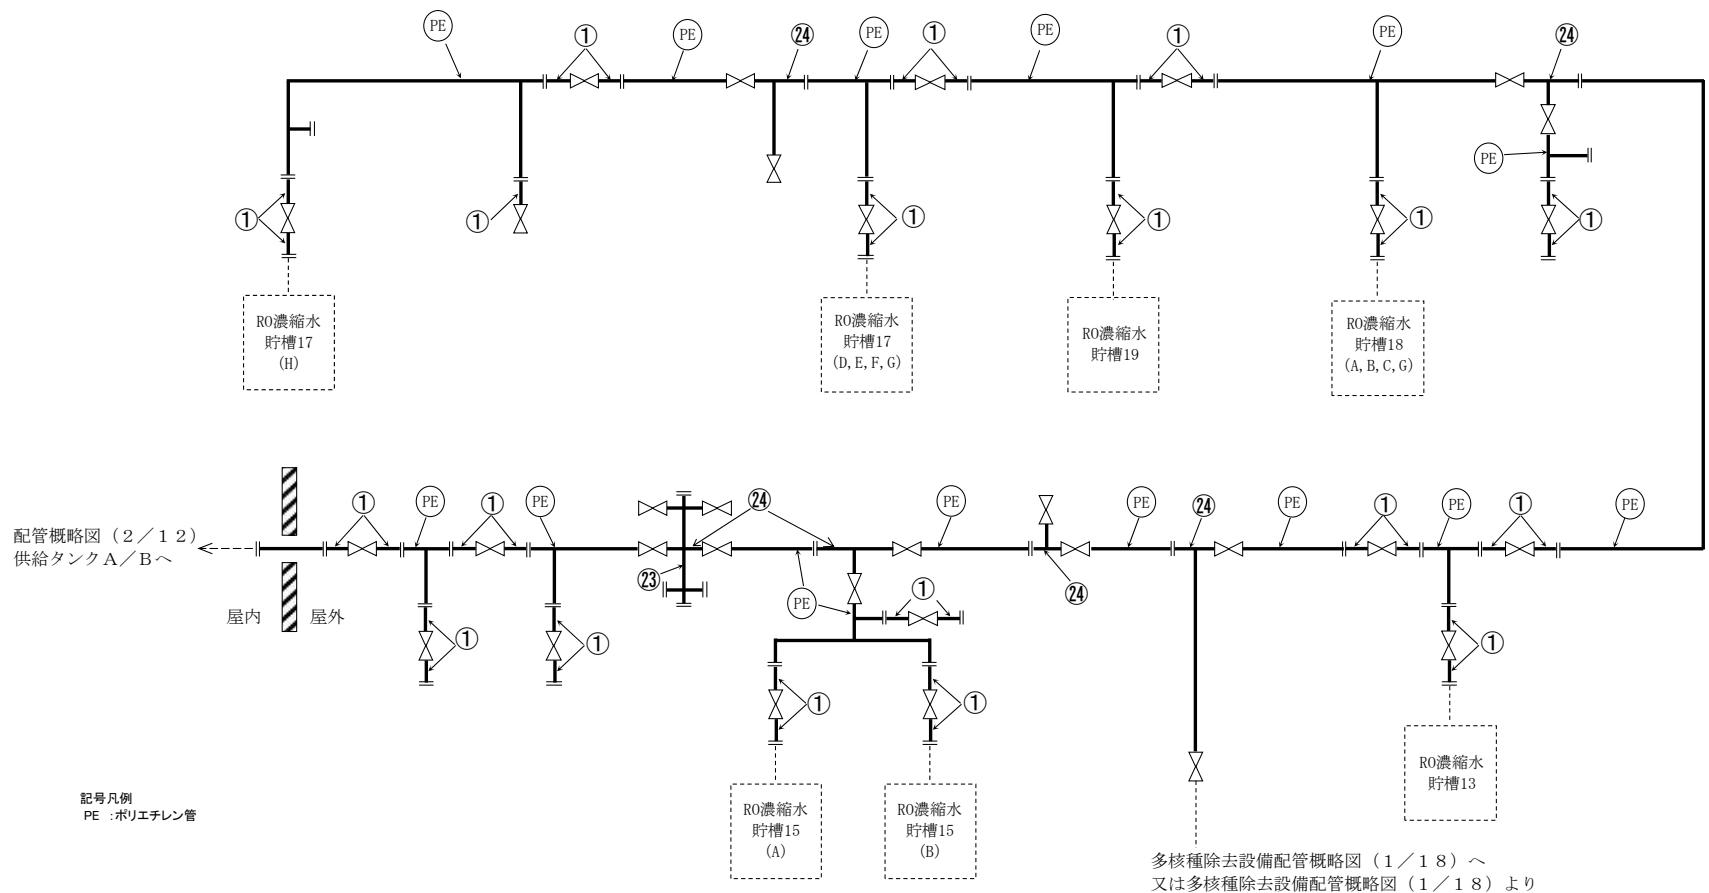 PE
①
PE
㉔
PE
①
PE
①
PE
㉔
PE
①
①
①
①
①
①
RO濃縮水
貯槽17
(H)
RO濃縮水
貯槽17
(D,E,F,G)
RO濃縮水
貯槽19
RO濃縮水
貯槽18
(A,B,C,G)
配管概略図（２／１２）
供給タンクＡ／Ｂへ
①
PE
①
PE
㉔
PE
PE
㉔
PE
①
PE
①
PE
㉓
PE
①
㉔
屋内
屋外
①
①
①
①
①
RO濃縮水
貯槽13
RO濃縮水
貯槽15
(A)
RO濃縮水
貯槽15
(B)
記号凡例
PE ：ポリエチレン管
多核種除去設備配管概略図（１／１８）へ
又は多核種除去設備配管概略図（１／１８）より